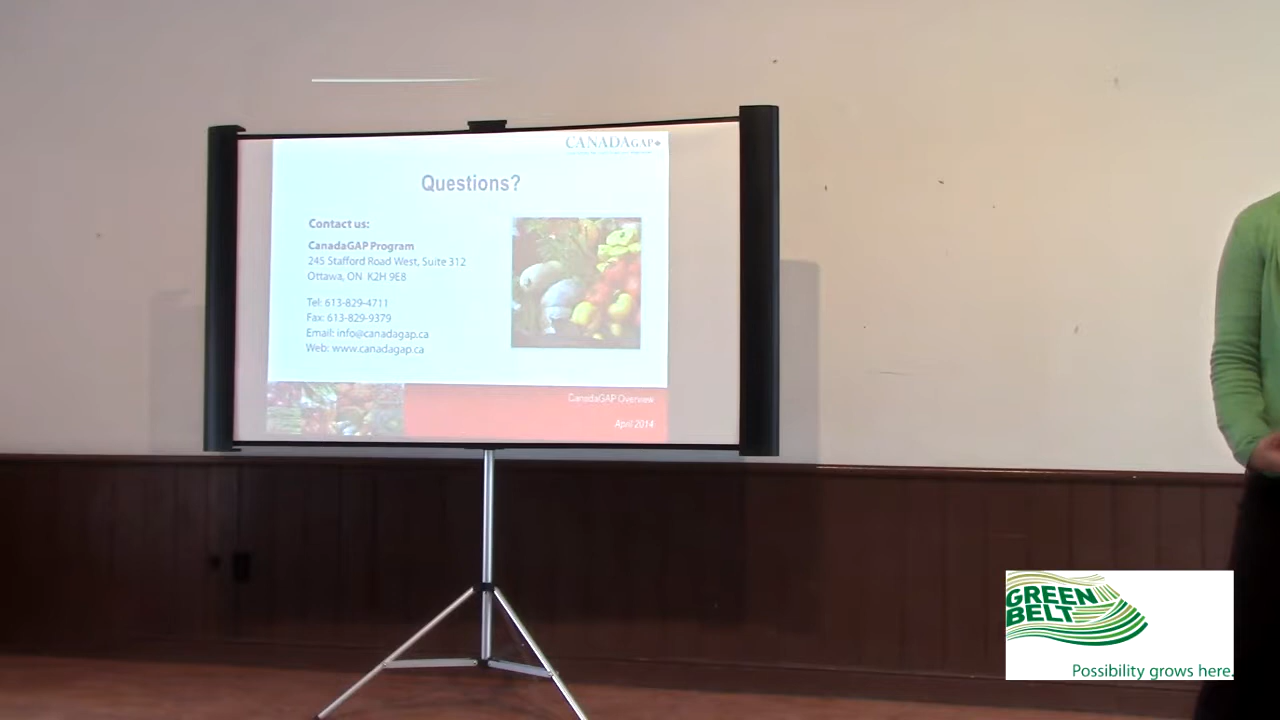 CANADAGAP
Questions?
Contact us:
CanadaGAP Program
245 Stafford Road West, Suite 312
Ottawa, ON K2H 9E8
Tel: 613-829-4711
Fax: 613-829-9379
Email: info@canadagap.ca
Web: www.canadagap.ca
CanadaGAP Overview
April 2014
GREEN
BELT
Possibility grows here.